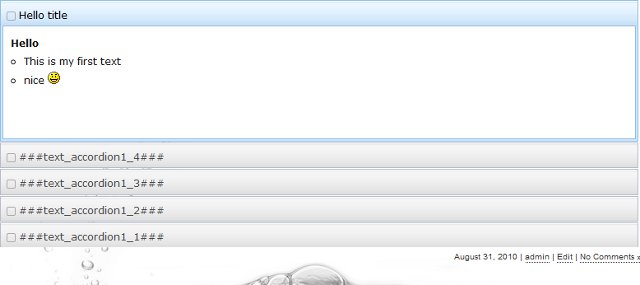 Hello title
Hello
This is my first text
nice
###text_accordion1_4###
###text_accordion1_3###
###text_accordion1_2###
###text_accordion1_1###
August 31, 2010 | admin | Edit | No Comments »